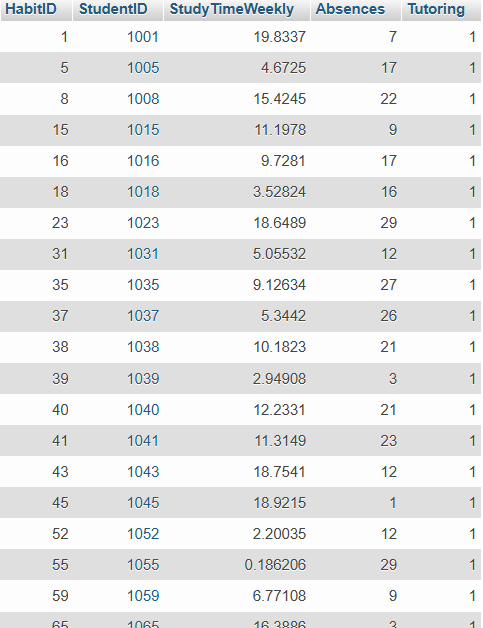 HabitID StudentID StudyTimeWeekly Absences Tutoring
1 1001 19.8337 7 1
5 1005 4.6725 17 1
8 1008 15.4245 22 1
15 1015 11.1978 9 1
16 1016 9.7281 17 1
18 1018 3.52824 16 1
23 1023 18.6489 29 1
31 1031 5.05532 12 1
35 1035 9.12634 27 1
37 1037 5.3442 26 1
38 1038 10.1823 21 1
39 1039 2.94908 3 1
40 1040 12.2331 21 1
41 1041 11.3149 23 1
43 1043 18.7541 12 1
45 1045 18.9215 1 1
52 1052 2.20035 12 1
55 1055 0.186206 29 1
59 1059 6.77108 9 1
65 1065 16.3886 3 1